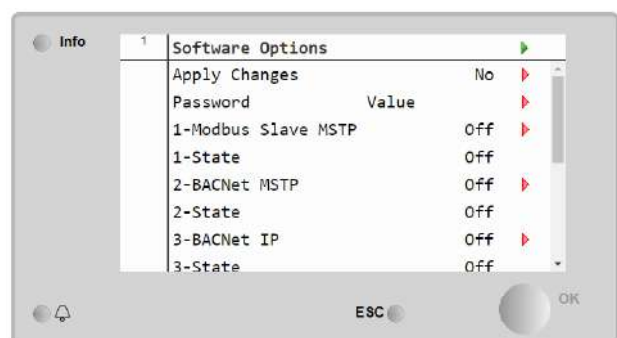 Info
1
Software Options
Apply Changes No
Password Value
1-Modbus Slave MSTP Off
1-State Off
2-BACNet MSTP Off
2-State Off
3-BACNet IP Off
3-State Off
ESC
OK